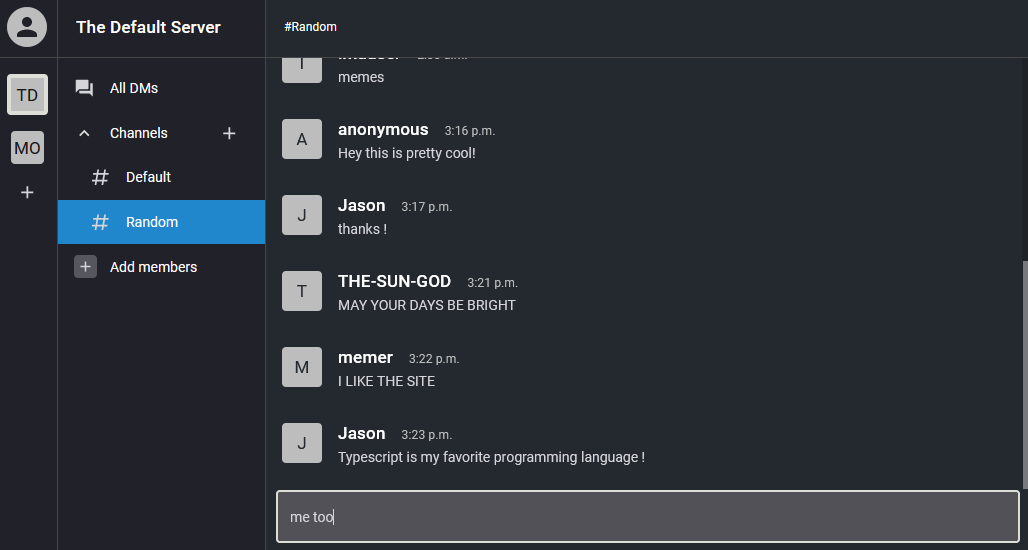 The Default Server
#Random
TD
MO
All DMs
Channels
Default
Random
Add members
memes
A
anonymous 3:16 p.m.
Hey this is pretty cool!
J
Jason 3:17 p.m.
thanks !
T
THE-SUN-GOD 3:21 p.m.
MAY YOUR DAYS BE BRIGHT
M
memer 3:22 p.m.
I LIKE THE SITE
J
Jason 3:23 p.m.
Typescript is my favorite programming language !
me too